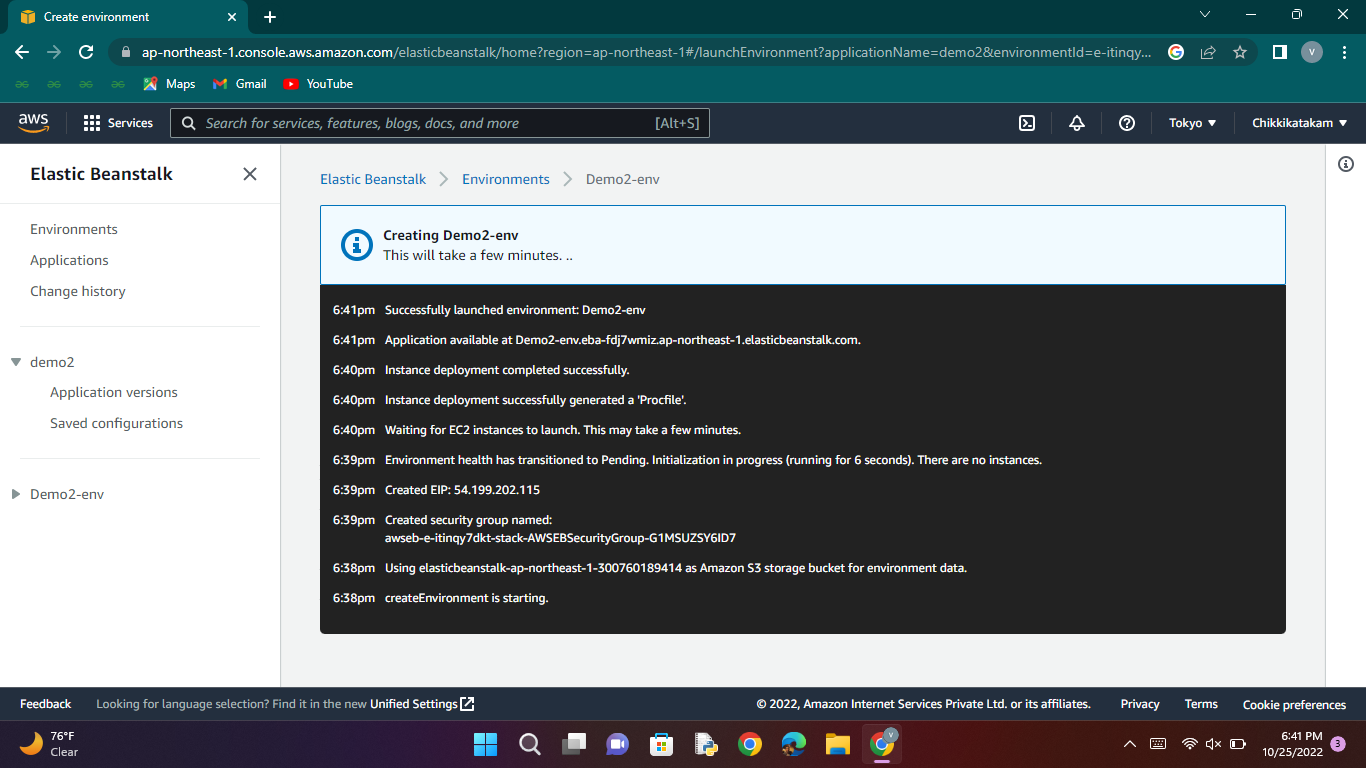 Create environment
ap-northeast-1.console.aws.amazon.com/elasticbeanstalk/home?region=ap-northeast-1#/launchEnvironment?applicationName=demo2&environmentId=e-itinqy...
V
Maps
Gmail
YouTube
aws
Services
Search for services, features, blogs, docs, and more
[Alt+S]
Tokyo
Chikkikatakam
Elastic Beanstalk
Environments
Applications
Change history
demo2
Application versions
Saved configurations
Demo2-env
Elastic Beanstalk
Environments
Demo2-env
Creating Demo2-env
This will take a few minutes. ..
6:41pm Successfully launched environment: Demo2-env
6:41pm Application available at Demo2-env.eba-fdj7wmiz.ap-northeast-1.elasticbeanstalk.com.
6:40pm Instance deployment completed successfully.
6:40pm Instance deployment successfully generated a 'Procfile'.
6:40pm Waiting for EC2 instances to launch. This may take a few minutes.
6:39pm Environment health has transitioned to Pending. Initialization in progress (running for 6 seconds). There are no instances.
6:39pm Created EIP: 54.199.202.115
6:39pm Created security group named:
awseb-e-itinqy7dkt-stack-AWSEBSecurityGroup-G1MSUZSY6ID7
6:38pm Using elasticbeanstalk-ap-northeast-1-300760189414 as Amazon S3 storage bucket for environment data.
6:38pm createEnvironment is starting.
Feedback
Looking for language selection? Find it in the new Unified Settings
© 2022, Amazon Internet Services Private Ltd. or its affiliates.
Privacy
Terms
Cookie preferences
76°F
Clear
V
6:41 PM
10/25/2022
3